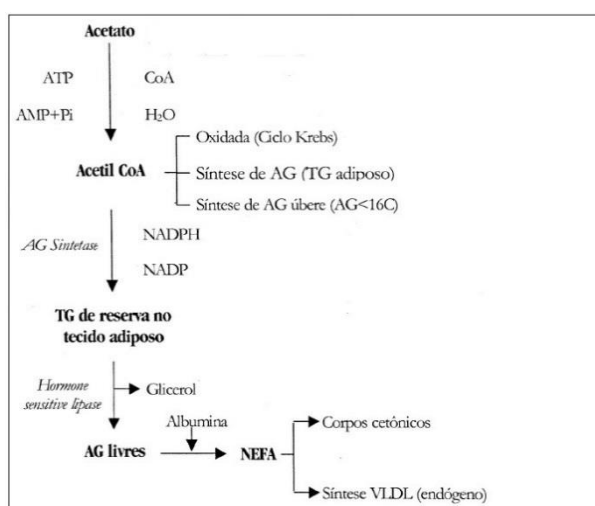 Acetato
ATP CoA
AMP+Pi H₂O
Oxidada (Ciclo Krebs)
Acetil CoA Síntese de AG (TG adiposo)
Síntese de AG úbere (AG<16C)
AG Sintetase NADPH
NADP
TG de reserva no
tecido adiposo
Hormone
sensitive lipase Glicerol
Albumina
Corpos cetônicos
AG livres NEFA
Síntese VLDL (endógeno)